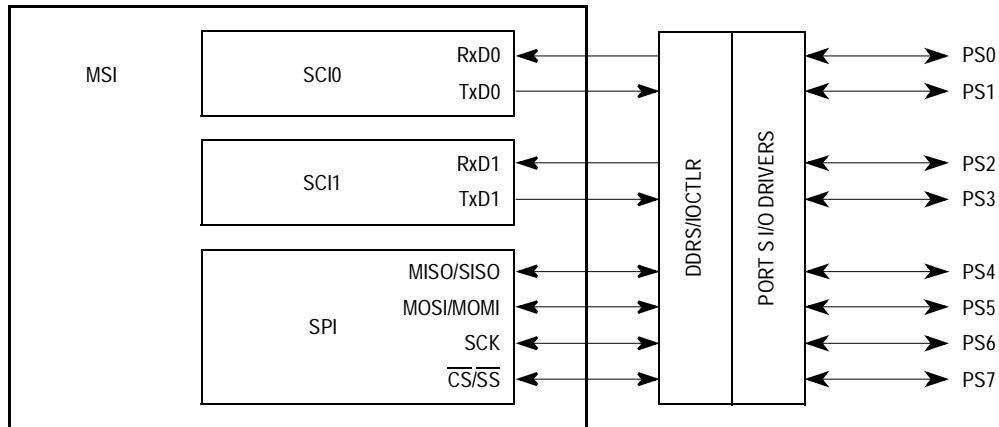 MSI
SCI0
RxD0
TxD0
SCI1
RxD1
TxD1
SPI
MISO/SISO
MOSI/MOMI
SCK
CS/SS
DDRS/IOCTLR
PORT S I/O DRIVERS
PS0
PS1
PS2
PS3
PS4
PS5
PS6
PS7